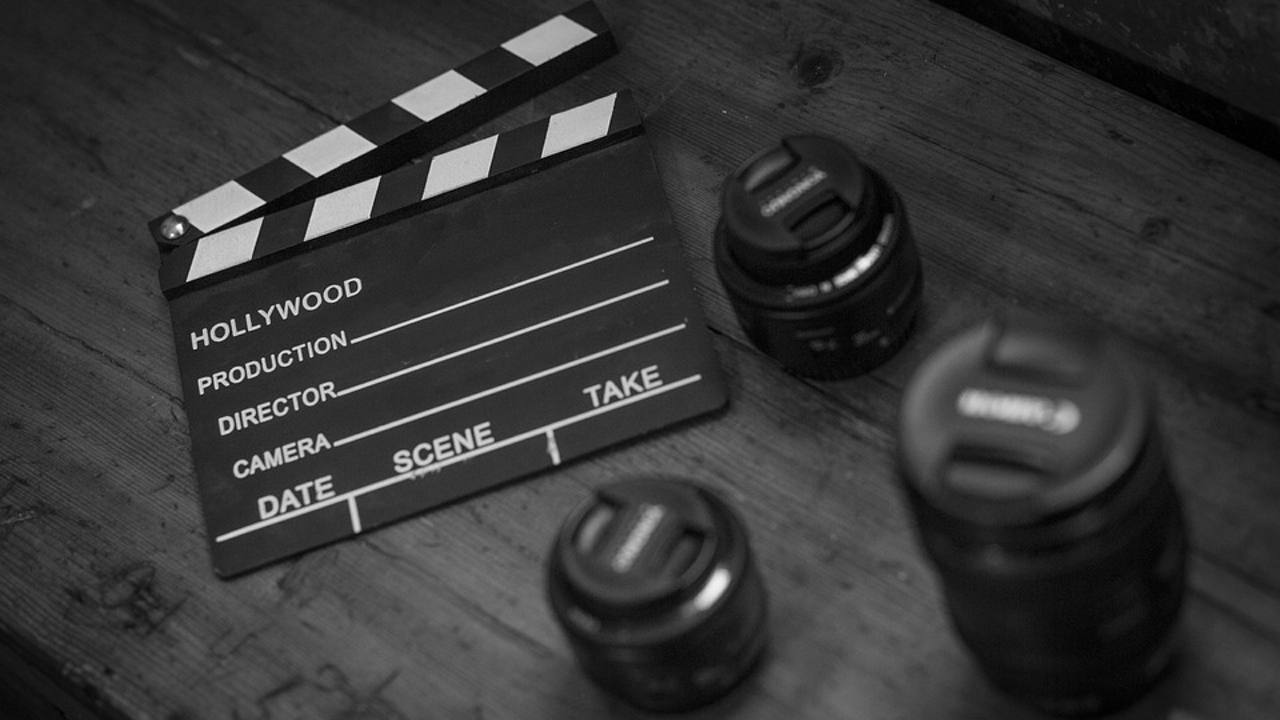 HOLLYWOOD
PRODUCTION
DIRECTOR
CAMERA
DATE SCENE TAKE